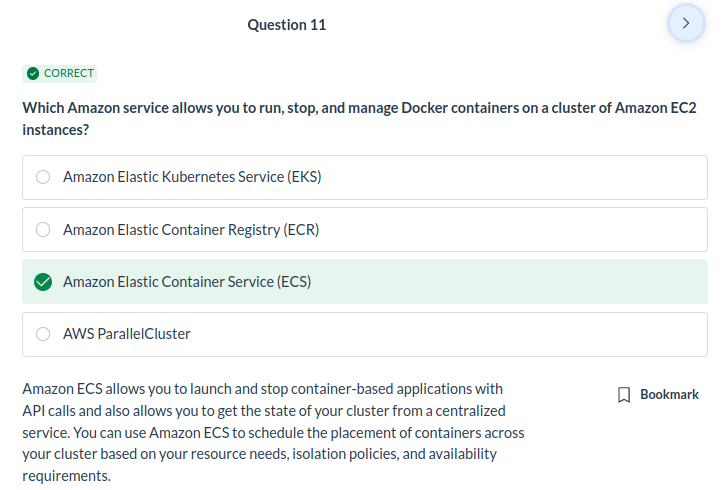 Question 11
CORRECT
Which Amazon service allows you to run, stop, and manage Docker containers on a cluster of Amazon EC2
instances?
Amazon Elastic Kubernetes Service (EKS)
Amazon Elastic Container Registry (ECR)
Amazon Elastic Container Service (ECS)
AWS ParallelCluster
Amazon ECS allows you to launch and stop container-based applications with
API calls and also allows you to get the state of your cluster from a centralized
service. You can use Amazon ECS to schedule the placement of containers across
your cluster based on your resource needs, isolation policies, and availability
requirements.
Bookmark